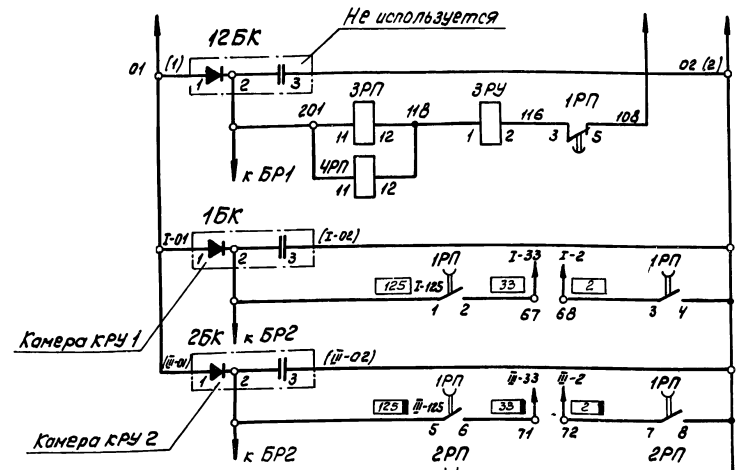 Не используется
12БК
01
(1)
1
2
3
02 (2)
201
3РП
118
3РУ
116
1РП
108
11
12
1
2
3
5
4РП
11
12
к БР1
1БК
I-01
1
2
3
(I-02)
1РП
I-33
I-2
1РП
125
I-125
33
2
1
2
67
68
3
4
Камера КРУ 1
к БР2
2БК
(III-01)
1
2
3
(III-02)
1РП
III-33
III-2
1РП
125
III-125
33
2
5
6
71
72
7
8
Камера КРУ 2
к БР2
2РП
2РП